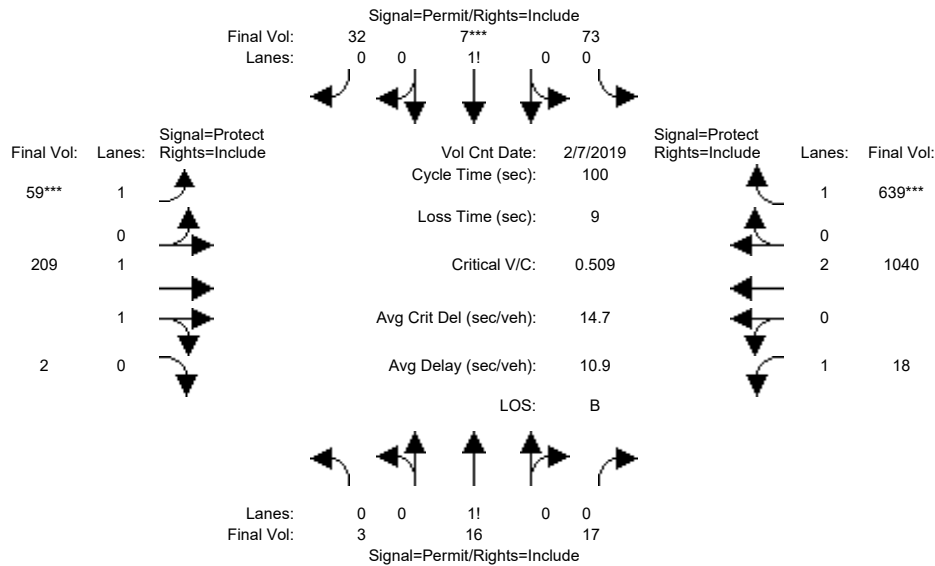 Signal=Permit/Rights=Include
Final Vol: 32 7*** 73
Lanes: 0 0 1! 0 0
Signal=Protect Signal=Protect
Final Vol: Lanes: Rights=Include Vol Cnt Date: 2/7/2019 Rights=Include Lanes: Final Vol:
Cycle Time (sec): 100
59*** 1 1 639***
Loss Time (sec): 9
0 0
209 1 Critical V/C: 0.509 2 1040
1 Avg Crit Del (sec/veh): 14.7 0
2 0 Avg Delay (sec/veh): 10.9 1 18
LOS: B
Lanes: 0 0 1! 0 0
Final Vol: 3 16 17
Signal=Permit/Rights=Include